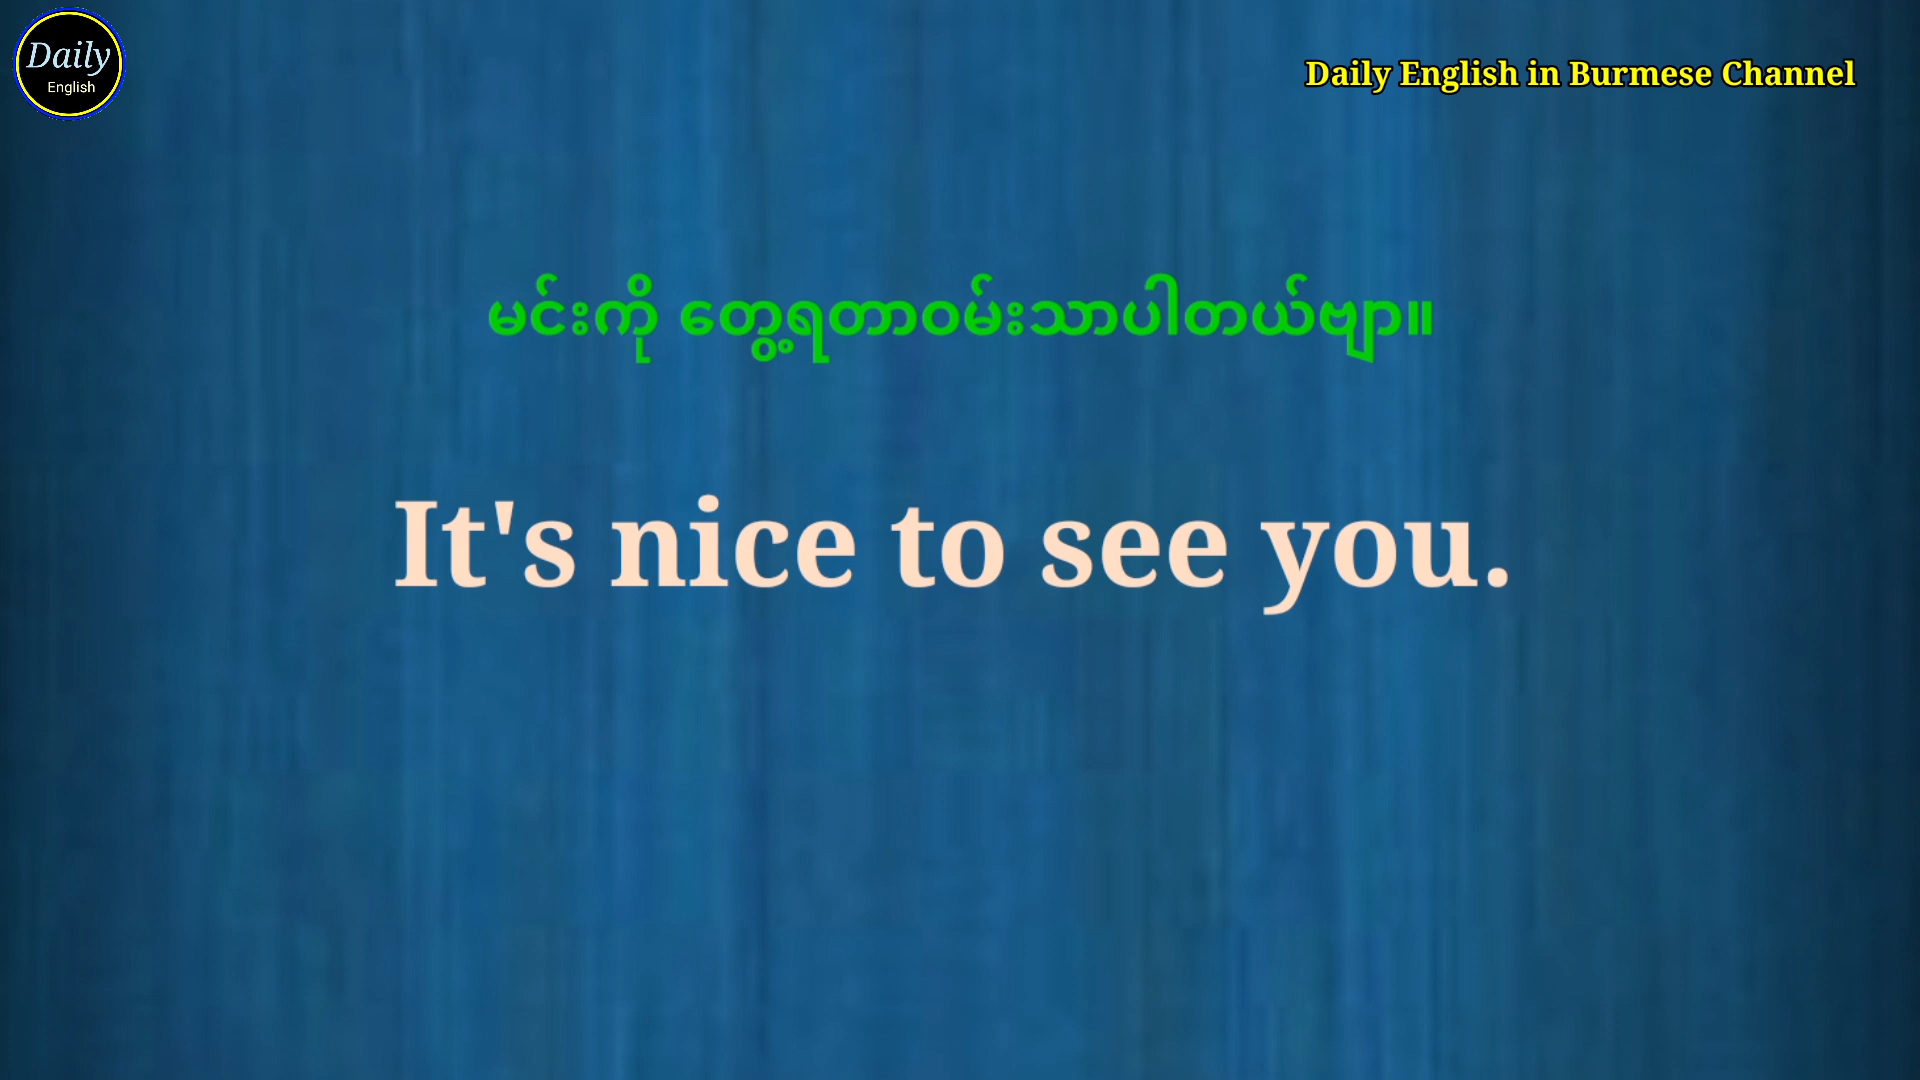 Daily
English
Daily English in Burmese Channel
မင်းကို တွေ့ရတာဝမ်းသာပါတယ်ဗျာ။
It's nice to see you.